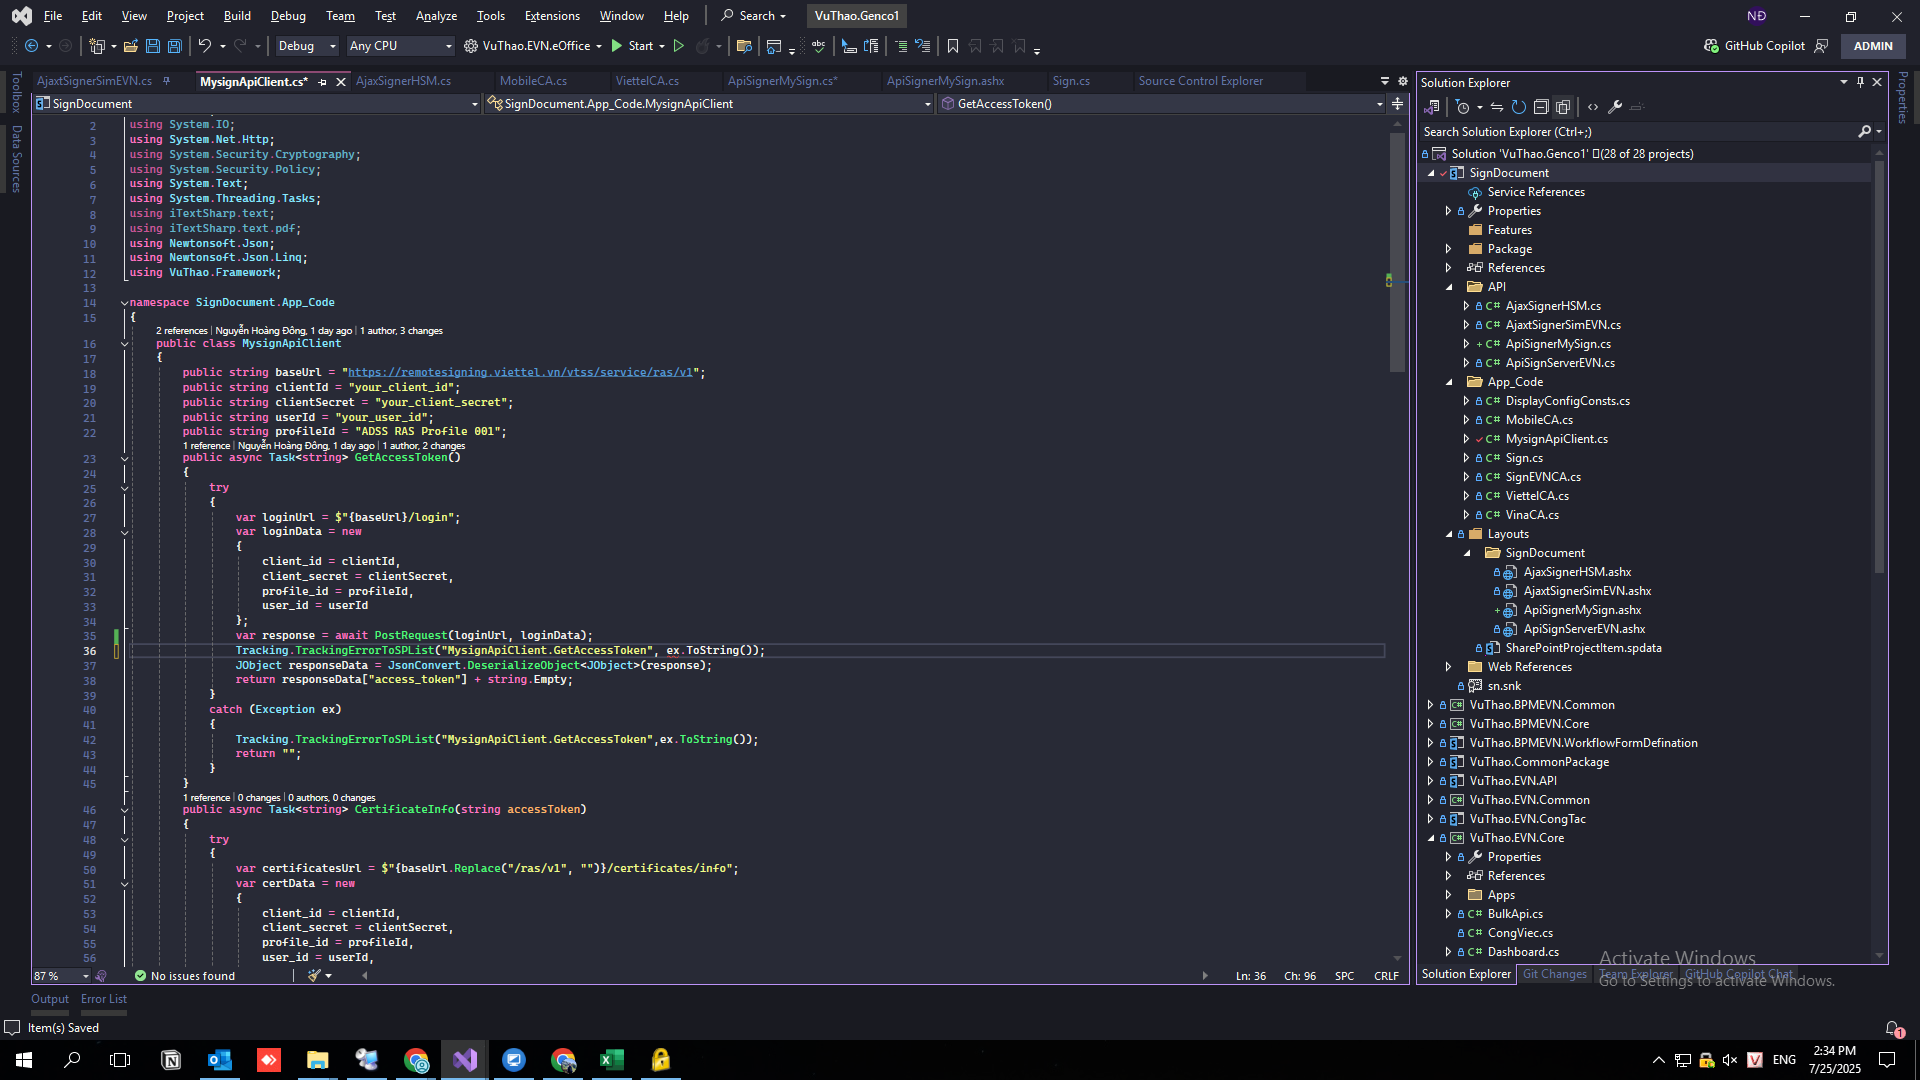 File Edit View Project Build Debug Team Test Analyze Tools Extensions Window Help Search VuThao.Genco1 NĐ
Debug Any CPU VuThao.EVN.eOffice Start GitHub Copilot ADMIN
Toolbox
Data Sources
Properties
AjaxtSignerSimEVN.cs MysignApiClient.cs* AjaxSignerHSM.cs MobileCA.cs ViettelCA.cs ApiSignerMySign.cs* ApiSignerMySign.ashx Sign.cs Source Control Explorer
SignDocument SignDocument.App_Code.MysignApiClient GetAccessToken()
2 using System.IO;
3 using System.Net.Http;
4 using System.Security.Cryptography;
5 using System.Security.Policy;
6 using System.Text;
7 using System.Threading.Tasks;
8 using iTextSharp.text;
9 using iTextSharp.text.pdf;
10 using Newtonsoft.Json;
11 using Newtonsoft.Json.Linq;
12 using VuThao.Framework;
13
14 namespace SignDocument.App_Code
15 {
2 references | Nguyễn Hoàng Đông, 1 day ago | 1 author, 3 changes
16 public class MysignApiClient
17 {
18 public string baseUrl = "https://remotesigning.viettel.vn/vtss/service/ras/v1";
19 public string clientId = "your_client_id";
20 public string clientSecret = "your_client_secret";
21 public string userId = "your_user_id";
22 public string profileId = "ADSS RAS Profile 001";
1 reference | Nguyễn Hoàng Đông, 1 day ago | 1 author, 2 changes
23 public async Task<string> GetAccessToken()
24 {
25 try
26 {
27 var loginUrl = $"{baseUrl}/login";
28 var loginData = new
29 {
30 client_id = clientId,
31 client_secret = clientSecret,
32 profile_id = profileId,
33 user_id = userId
34 };
35 var response = await PostRequest(loginUrl, loginData);
36 Tracking.TrackingErrorToSPList("MysignApiClient.GetAccessToken", ex.ToString());
37 JObject responseData = JsonConvert.DeserializeObject<JObject>(response);
38 return responseData["access_token"] + string.Empty;
39 }
40 catch (Exception ex)
41 {
42 Tracking.TrackingErrorToSPList("MysignApiClient.GetAccessToken",ex.ToString());
43 return "";
44 }
45 }
1 reference | 0 changes | 0 authors, 0 changes
46 public async Task<string> CertificateInfo(string accessToken)
47 {
48 try
49 {
50 var certificatesUrl = $"{baseUrl.Replace("/ras/v1", "")}/certificates/info";
51 var certData = new
52 {
53 client_id = clientId,
54 client_secret = clientSecret,
55 profile_id = profileId,
56 user_id = userId,
87 % No issues found Ln: 36 Ch: 96 SPC CRLF
Solution Explorer
Search Solution Explorer (Ctrl+;)
Solution 'VuThao.Genco1' (28 of 28 projects)
SignDocument
Service References
Properties
Features
Package
References
API
C# AjaxSignerHSM.cs
C# AjaxtSignerSimEVN.cs
C# ApiSignerMySign.cs
C# ApiSignServerEVN.cs
App_Code
C# DisplayConfigConsts.cs
C# MobileCA.cs
C# MysignApiClient.cs
C# Sign.cs
C# SignEVNCA.cs
C# ViettelCA.cs
C# VinaCA.cs
Layouts
SignDocument
AjaxSignerHSM.ashx
AjaxtSignerSimEVN.ashx
ApiSignerMySign.ashx
ApiSignServerEVN.ashx
SharePointProjectItem.spdata
Web References
sn.snk
C# VuThao.BPMEVN.Common
C# VuThao.BPMEVN.Core
VuThao.BPMEVN.WorkflowFormDefination
VuThao.CommonPackage
VuThao.EVN.API
C# VuThao.EVN.Common
VuThao.EVN.CongTac
C# VuThao.EVN.Core
Properties
References
Apps
C# BulkApi.cs
C# CongViec.cs
C# Dashboard.cs
Solution Explorer Git Changes Team Explorer GitHub Copilot Chat
Activate Windows
Go to Settings to activate Windows.
Output Error List
Item(s) Saved 1
ENG
2:34 PM
7/25/2025